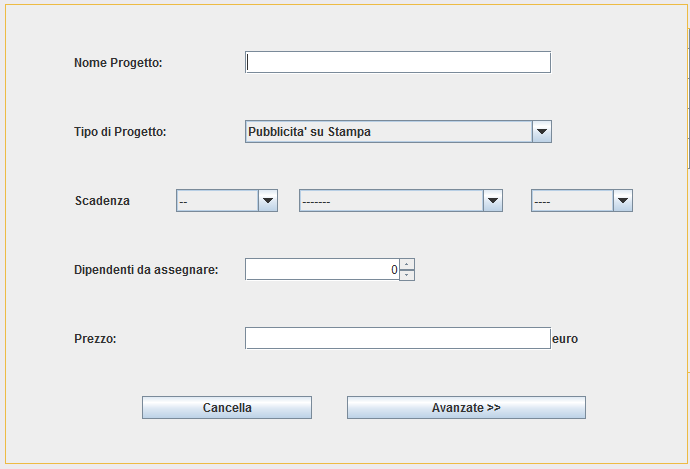 Nome Progetto:
Tipo di Progetto: Pubblicita' su Stampa
Scadenza -- ------- ----
Dipendenti da assegnare: 0
Prezzo: euro
Cancella Avanzate >>